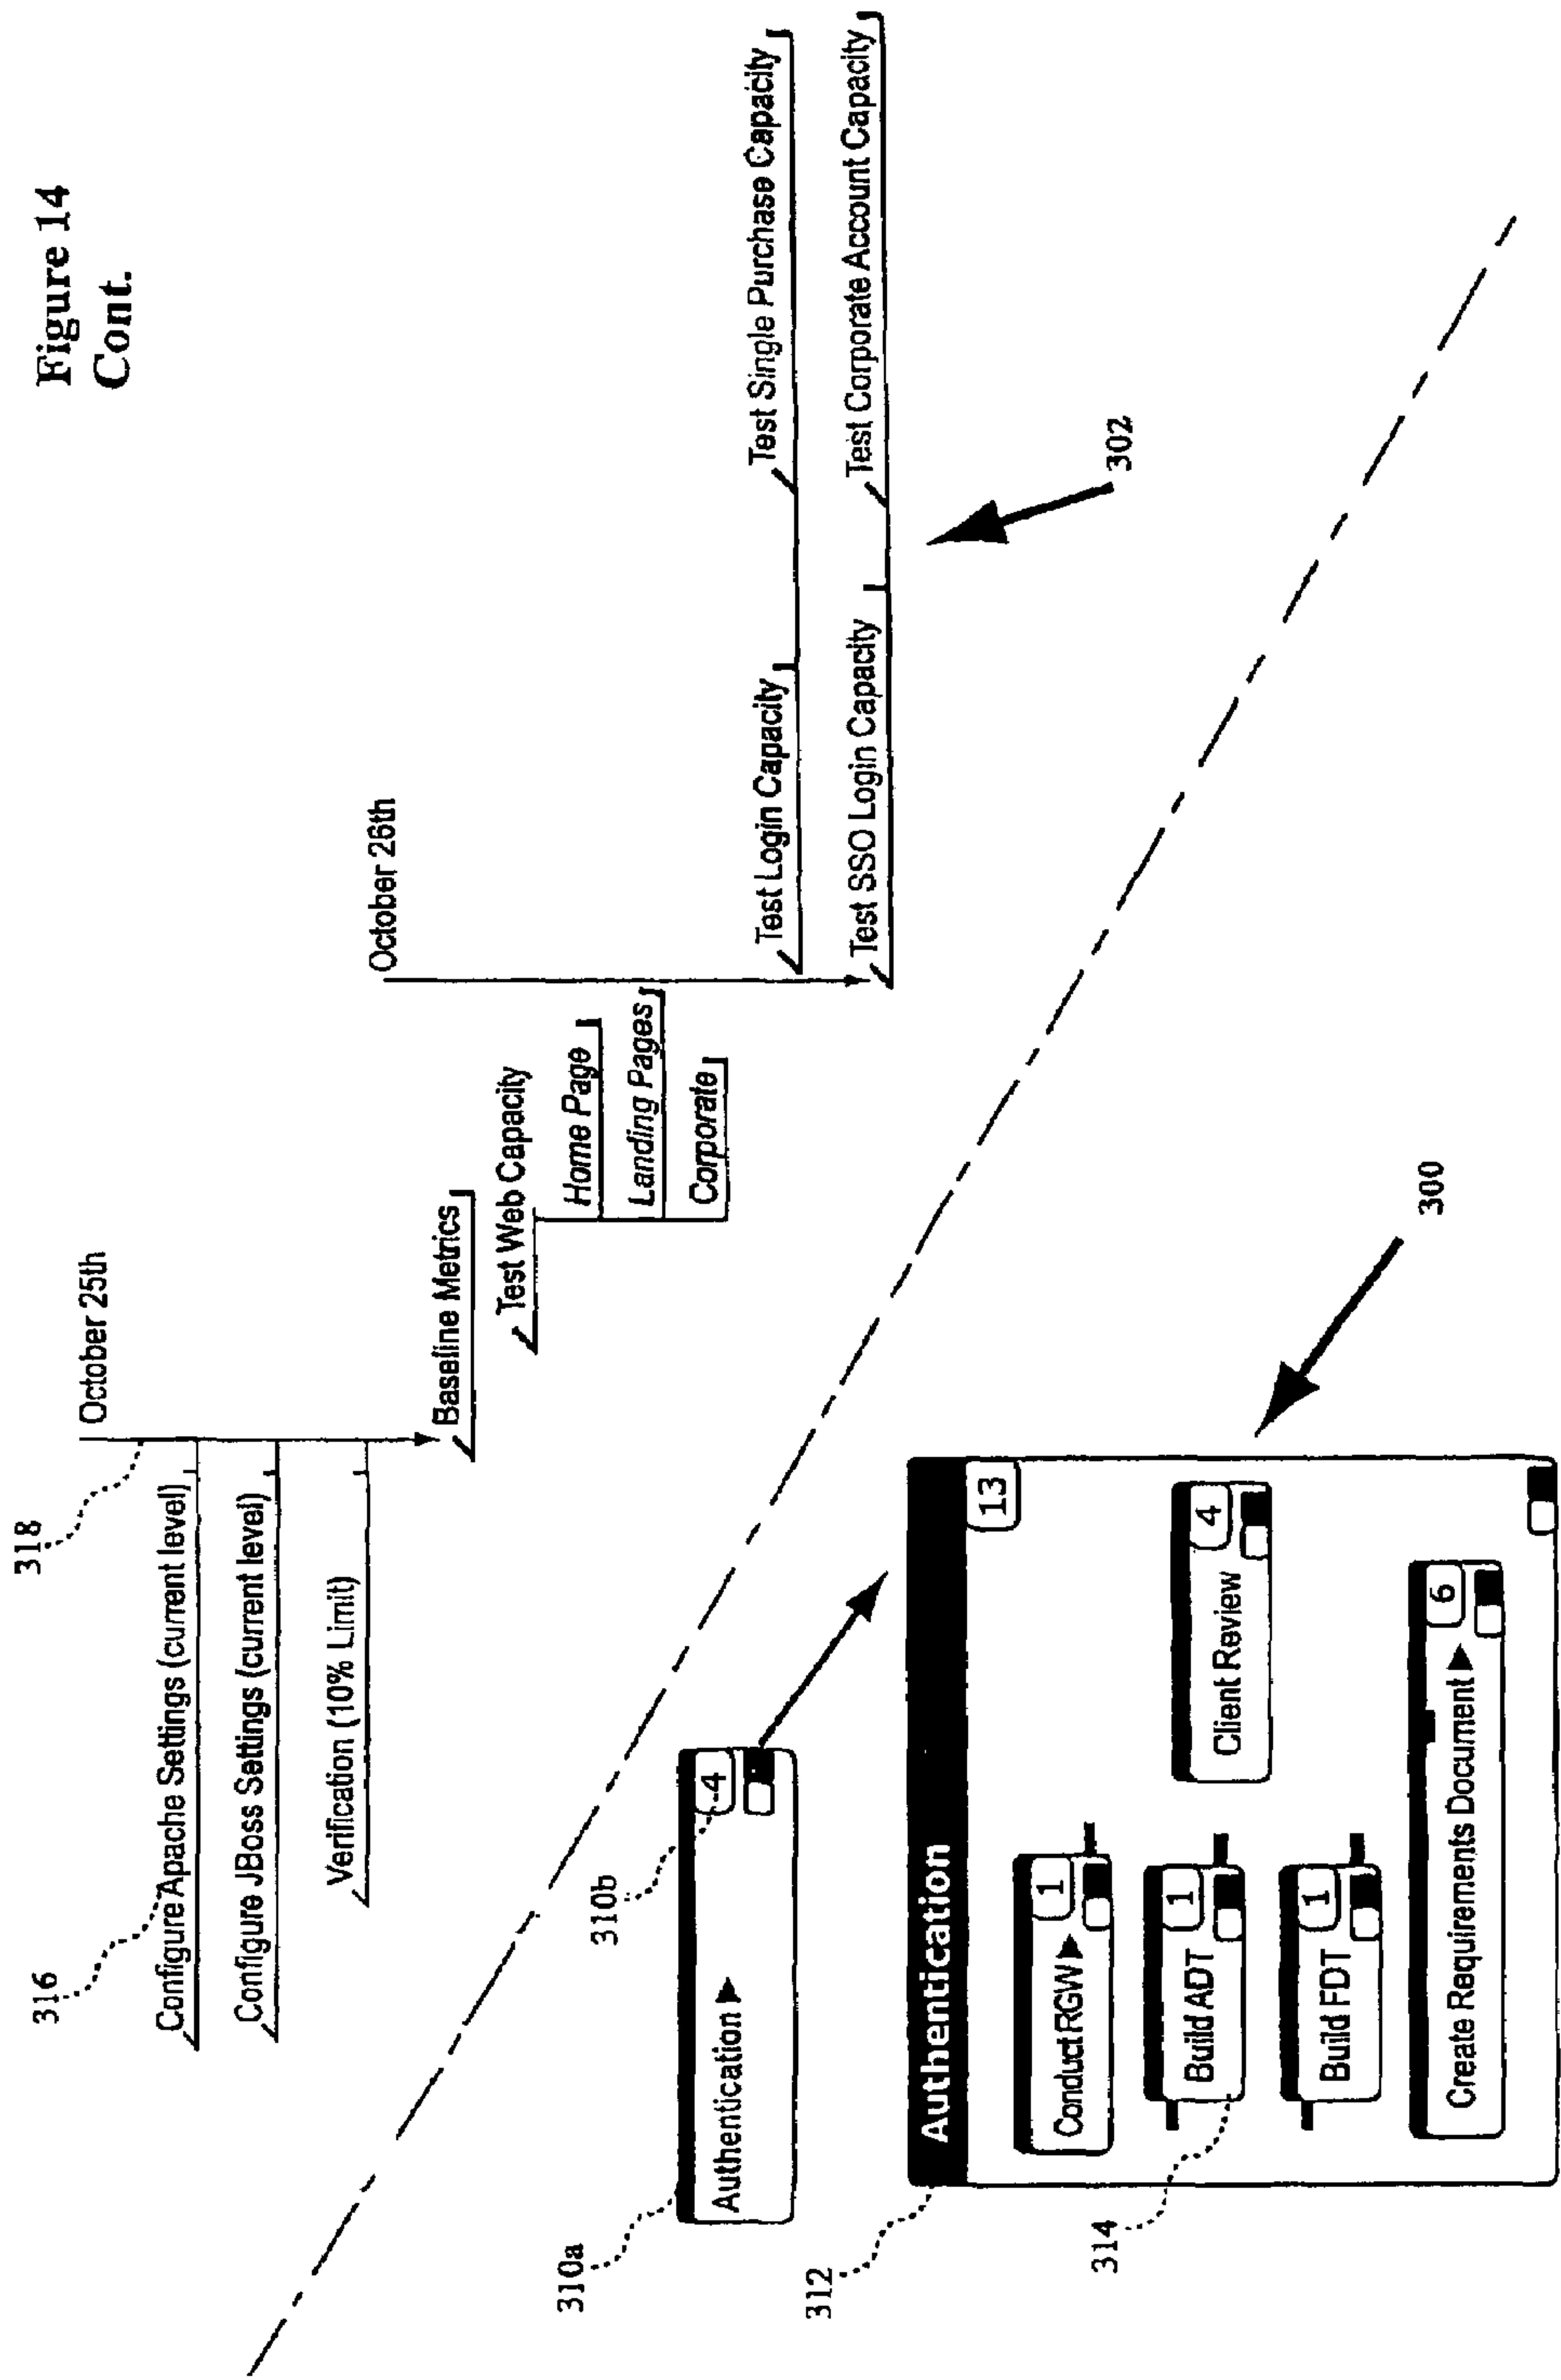 Figure 14
Cont.
318
October 25th
316
Configure Apache Settings (current level)
Configure JBoss Settings (current level)
Verification (10% Limit)
Baseline Metrics
Test Web Capacity
Home Page
Landing Pages
Corporate
October 26th
Test Login Capacity
Test Single Purchase Capacity
Test SSO Login Capacity
Test Corporate Account Capacity
302
310a
310b
Authentication
4
300
312
Authentication
13
Conduct RGW
1
314
Build ADT
1
Client Review
4
Build FDT
1
Create Requirements Document
6